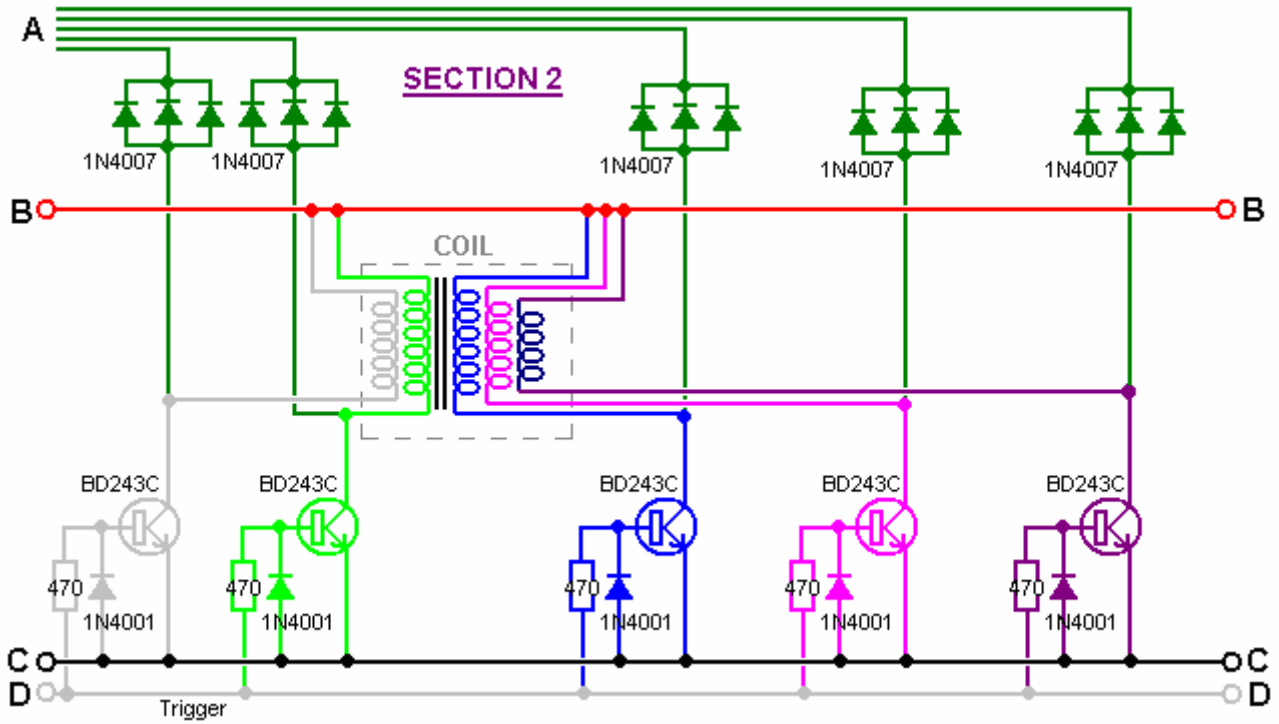 A
SECTION 2
1N4007 1N4007 1N4007 1N4007 1N4007
B B
COIL
BD243C BD243C BD243C BD243C BD243C
470 470 470 470 470
1N4001 1N4001 1N4001 1N4001 1N4001
C C
D D
Trigger